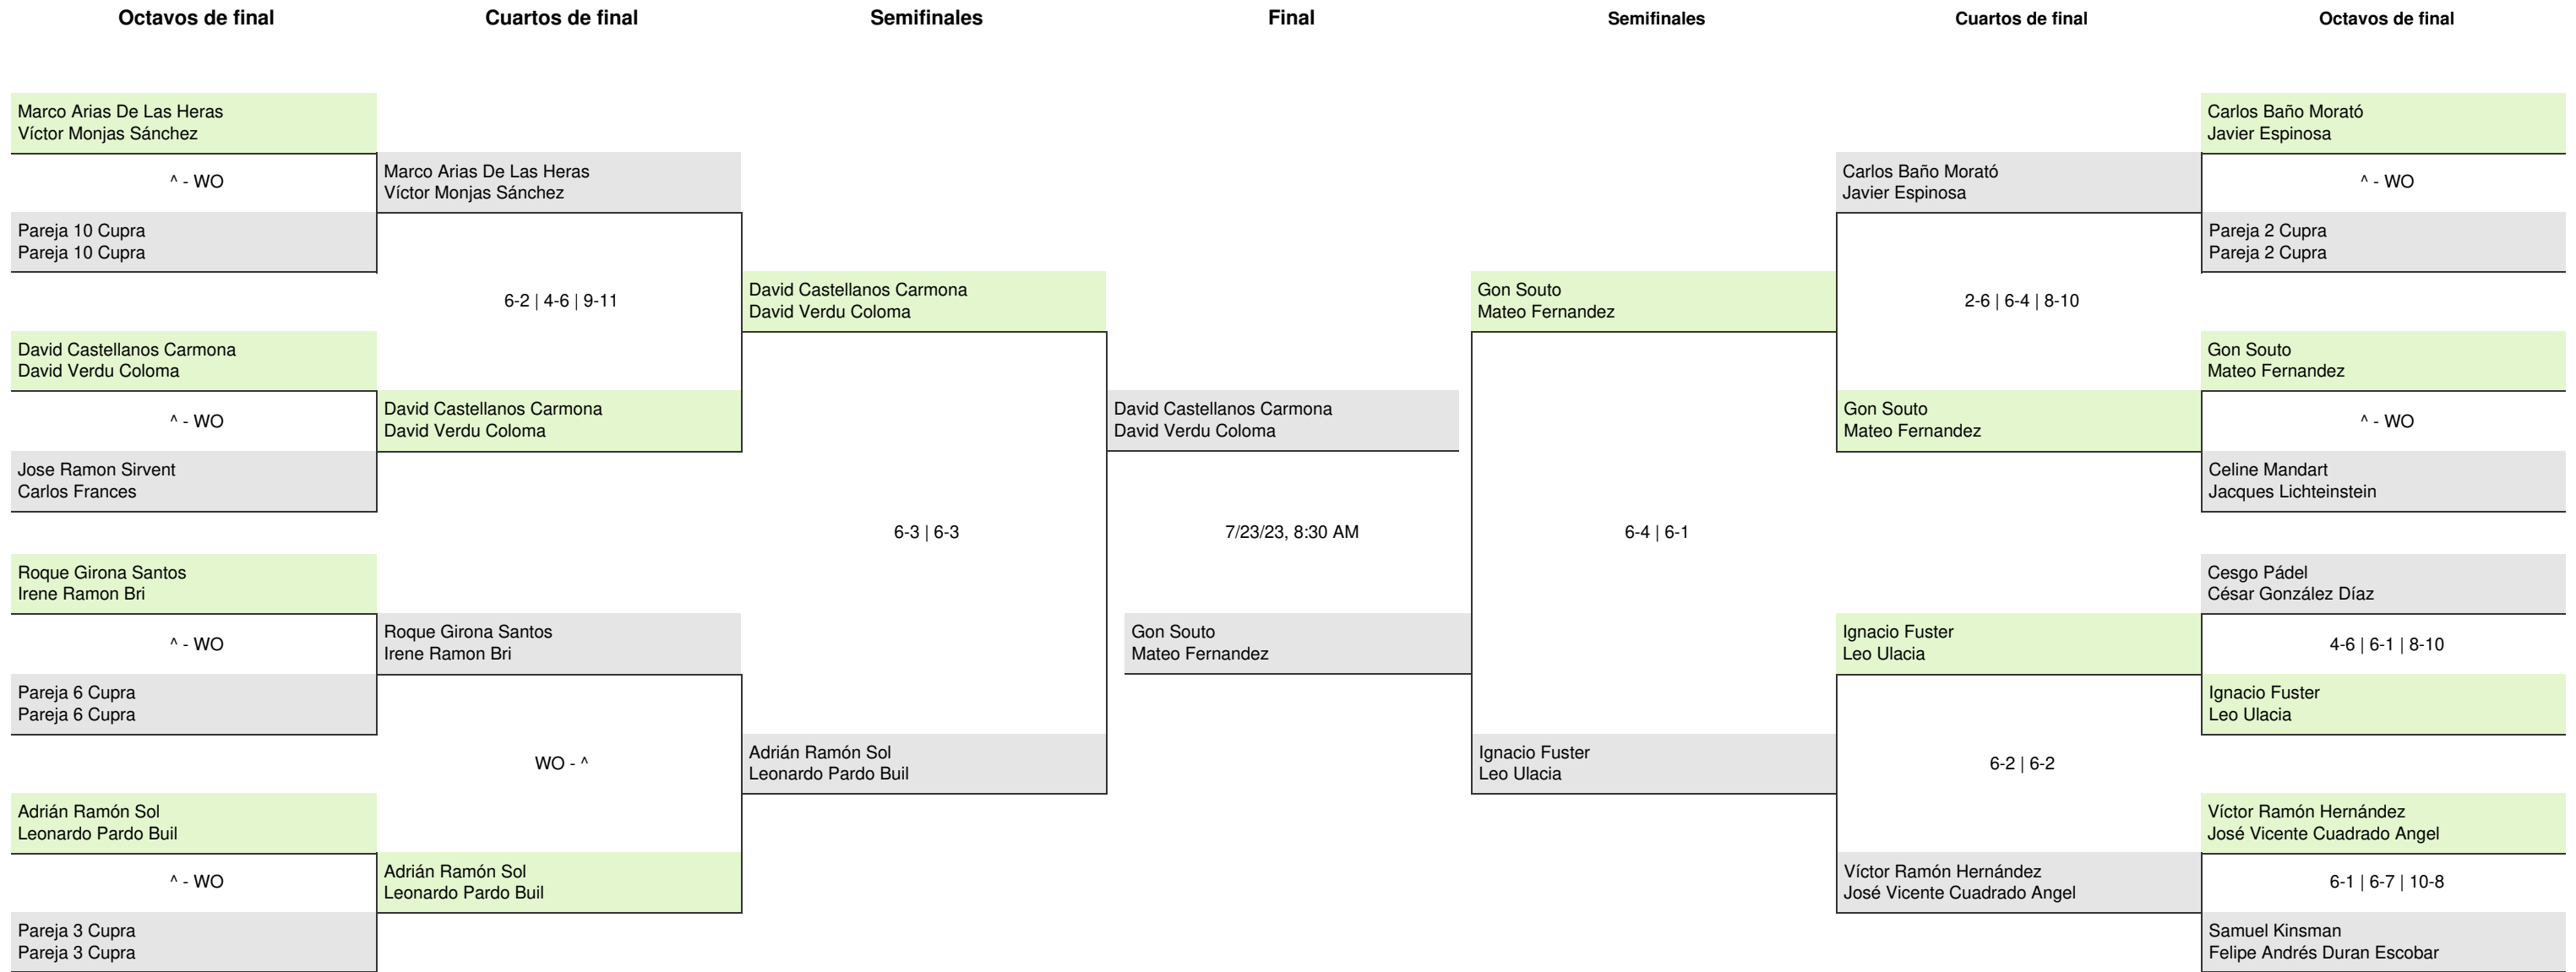 Octavos de final
Cuartos de final
Semifinales
Final
Semifinales
Cuartos de final
Octavos de final
Marco Arias De Las Heras
Víctor Monjas Sánchez
^ - WO
Pareja 10 Cupra
Pareja 10 Cupra
David Castellanos Carmona
David Verdu Coloma
^ - WO
Jose Ramon Sirvent
Carlos Frances
Roque Girona Santos
Irene Ramon Bri
^ - WO
Pareja 6 Cupra
Pareja 6 Cupra
Adrián Ramón Sol
Leonardo Pardo Buil
^ - WO
Pareja 3 Cupra
Pareja 3 Cupra
Marco Arias De Las Heras
Víctor Monjas Sánchez
6-2 | 4-6 | 9-11
David Castellanos Carmona
David Verdu Coloma
Roque Girona Santos
Irene Ramon Bri
WO - ^
Adrián Ramón Sol
Leonardo Pardo Buil
David Castellanos Carmona
David Verdu Coloma
6-3 | 6-3
Adrián Ramón Sol
Leonardo Pardo Buil
David Castellanos Carmona
David Verdu Coloma
7/23/23, 8:30 AM
Gon Souto
Mateo Fernandez
Gon Souto
Mateo Fernandez
6-4 | 6-1
Ignacio Fuster
Leo Ulacia
Carlos Baño Morató
Javier Espinosa
2-6 | 6-4 | 8-10
Gon Souto
Mateo Fernandez
Ignacio Fuster
Leo Ulacia
6-2 | 6-2
Víctor Ramón Hernández
José Vicente Cuadrado Angel
Carlos Baño Morató
Javier Espinosa
^ - WO
Pareja 2 Cupra
Pareja 2 Cupra
Gon Souto
Mateo Fernandez
^ - WO
Celine Mandart
Jacques Lichteinstein
Cesgo Pádel
César González Díaz
4-6 | 6-1 | 8-10
Ignacio Fuster
Leo Ulacia
Víctor Ramón Hernández
José Vicente Cuadrado Angel
6-1 | 6-7 | 10-8
Samuel Kinsman
Felipe Andrés Duran Escobar